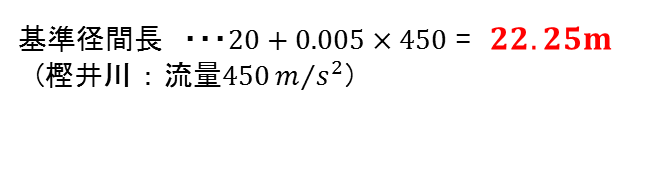 基準径間長 ・・・20 + 0.005 × 450 = 22.25m
（樫井川：流量450 m/s²）